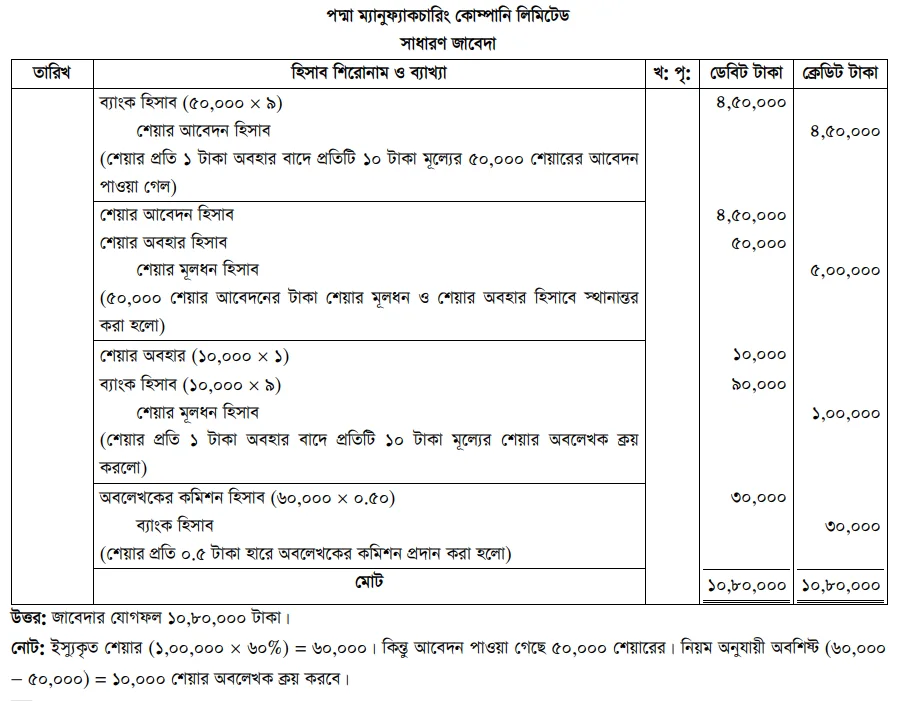 পদ্মা ম্যানুফ্যাকচারিং কোম্পানি লিমিটেড
সাধারণ জাবেদা
তারিখ হিসাব শিরোনাম ও ব্যাখ্যা খ: পৃ: ডেবিট টাকা ক্রেডিট টাকা
ব্যাংক হিসাব (৫০,০০০ × ৯) ৪,৫০,০০০
শেয়ার আবেদন হিসাব ৪,৫০,০০০
(শেয়ার প্রতি ১ টাকা অবহার বাদে প্রতিটি ১০ টাকা মূল্যের ৫০,০০০ শেয়ারের আবেদন
পাওয়া গেল)
শেয়ার আবেদন হিসাব ৪,৫০,০০০
শেয়ার অবহার হিসাব ৫০,০০০
শেয়ার মূলধন হিসাব ৫,০০,০০০
(৫০,০০০ শেয়ার আবেদনের টাকা শেয়ার মূলধন ও শেয়ার অবহার হিসাবে স্থানান্তর
করা হলো)
শেয়ার অবহার (১০,০০০ × ১) ১০,০০০
ব্যাংক হিসাব (১০,০০০ × ৯) ৯০,০০০
শেয়ার মূলধন হিসাব ১,০০,০০০
(শেয়ার প্রতি ১ টাকা অবহার বাদে প্রতিটি ১০ টাকা মূল্যের শেয়ার অবলেখক ক্রয়
করলো)
অবলেখকের কমিশন হিসাব (৬০,০০০ × ০.৫০) ৩০,০০০
ব্যাংক হিসাব ৩০,০০০
(শেয়ার প্রতি ০.৫ টাকা হারে অবলেখকের কমিশন প্রদান করা হলো)
মোট ১০,৮০,০০০ ১০,৮০,০০০
উত্তর: জাবেদার যোগফল ১০,৮০,০০০ টাকা।
নোট: ইস্যুকৃত শেয়ার (১,০০,০০০ × ৬০%) = ৬০,০০০। কিন্তু আবেদন পাওয়া গেছে ৫০,০০০ শেয়ারের। নিয়ম অনুযায়ী অবশিষ্ট (৬০,০০০
– ৫০,০০০) = ১০,০০০ শেয়ার অবলেখক ক্রয় করবে।